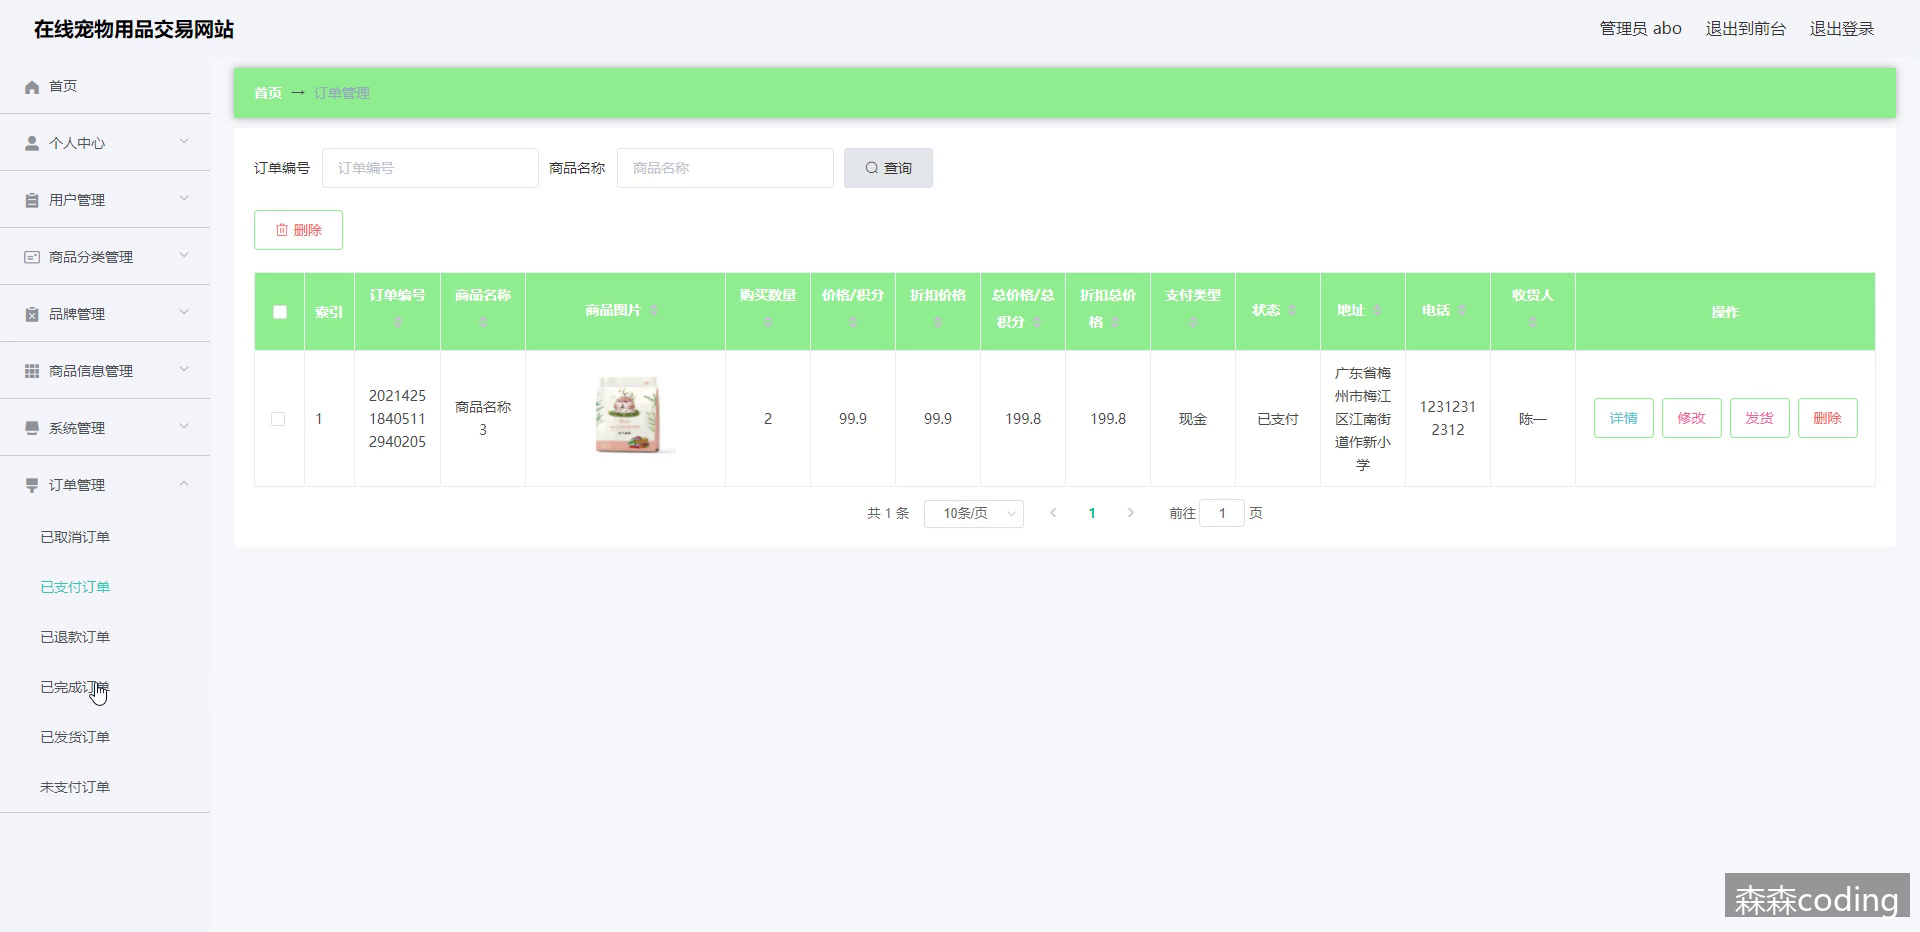 在线宠物用品交易网站
管理员 abo 退出到前台 退出登录
首页
个人中心
用户管理
商品分类管理
品牌管理
商品信息管理
系统管理
订单管理
已取消订单
已支付订单
已退款订单
已完成订单
已发货订单
未支付订单
首页 → 订单管理
订单编号 订单编号 商品名称 商品名称 查询
删除
索引 订单编号 商品名称 商品图片 购买数量 价格/积分 折扣价格 总价格/总积分 折扣总价格 支付类型 状态 地址 电话 收货人 操作
1 2021425 商品名称 2 99.9 99.9 199.8 199.8 现金 已支付 广东省梅 1231231 陈一 详情 修改 发货 删除
1840511 3 州市梅江 2312
2940205 区江南街
道作新小
学
共 1 条 10条/页 1 前往 1 页
森森coding